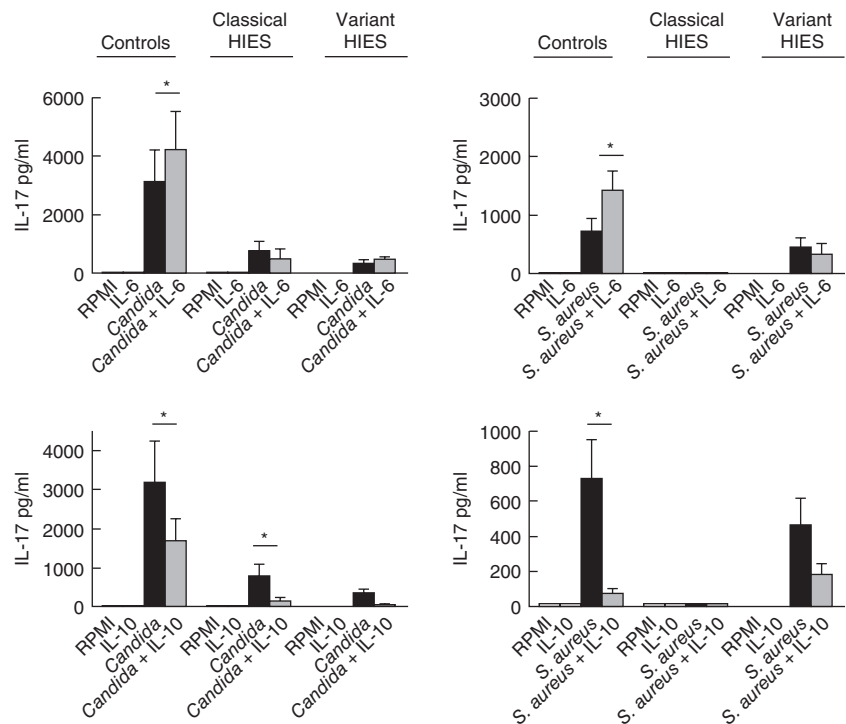 Controls
Classical
HIES
Variant
HIES
*
6000
4000
2000
0
IL-17 pg/ml
RPMI
IL-6
Candida
Candida + IL-6
RPMI
IL-6
Candida
Candida + IL-6
RPMI
IL-6
Candida
Candida + IL-6
Controls
Classical
HIES
Variant
HIES
*
3000
2000
1000
0
IL-17 pg/ml
RPMI
IL-6
S. aureus
S. aureus + IL-6
RPMI
IL-6
S. aureus
S. aureus + IL-6
RPMI
IL-6
S. aureus
S. aureus + IL-6
*
*
4000
3000
2000
1000
0
IL-17 pg/ml
RPMI
IL-10
Candida
Candida + IL-10
RPMI
IL-10
Candida
Candida + IL-10
RPMI
IL-10
Candida
Candida + IL-10
*
1000
800
600
400
200
0
IL-17 pg/ml
RPMI
IL-10
S. aureus
S. aureus + IL-10
RPMI
IL-10
S. aureus
S. aureus + IL-10
RPMI
IL-10
S. aureus
S. aureus + IL-10